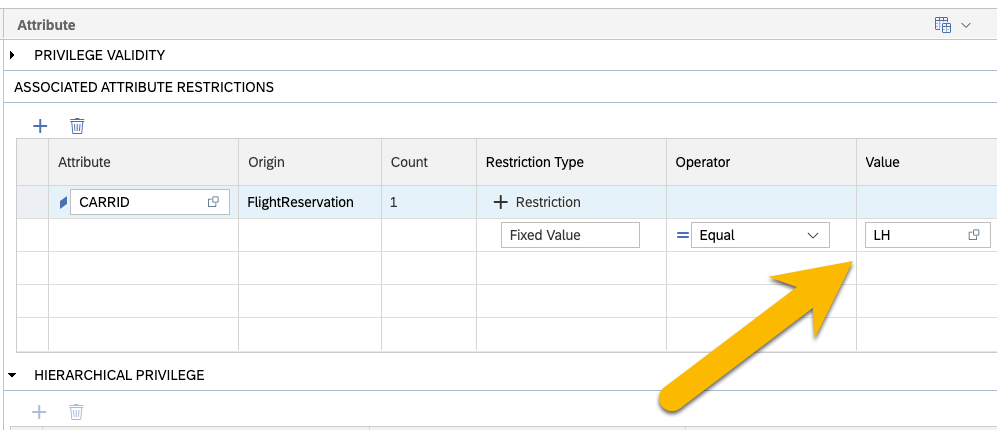 Attribute
PRIVILEGE VALIDITY
ASSOCIATED ATTRIBUTE RESTRICTIONS
Attribute Origin Count Restriction Type Operator Value
CARRID FlightReservation 1 + Restriction
Fixed Value = Equal LH
HIERARCHICAL PRIVILEGE